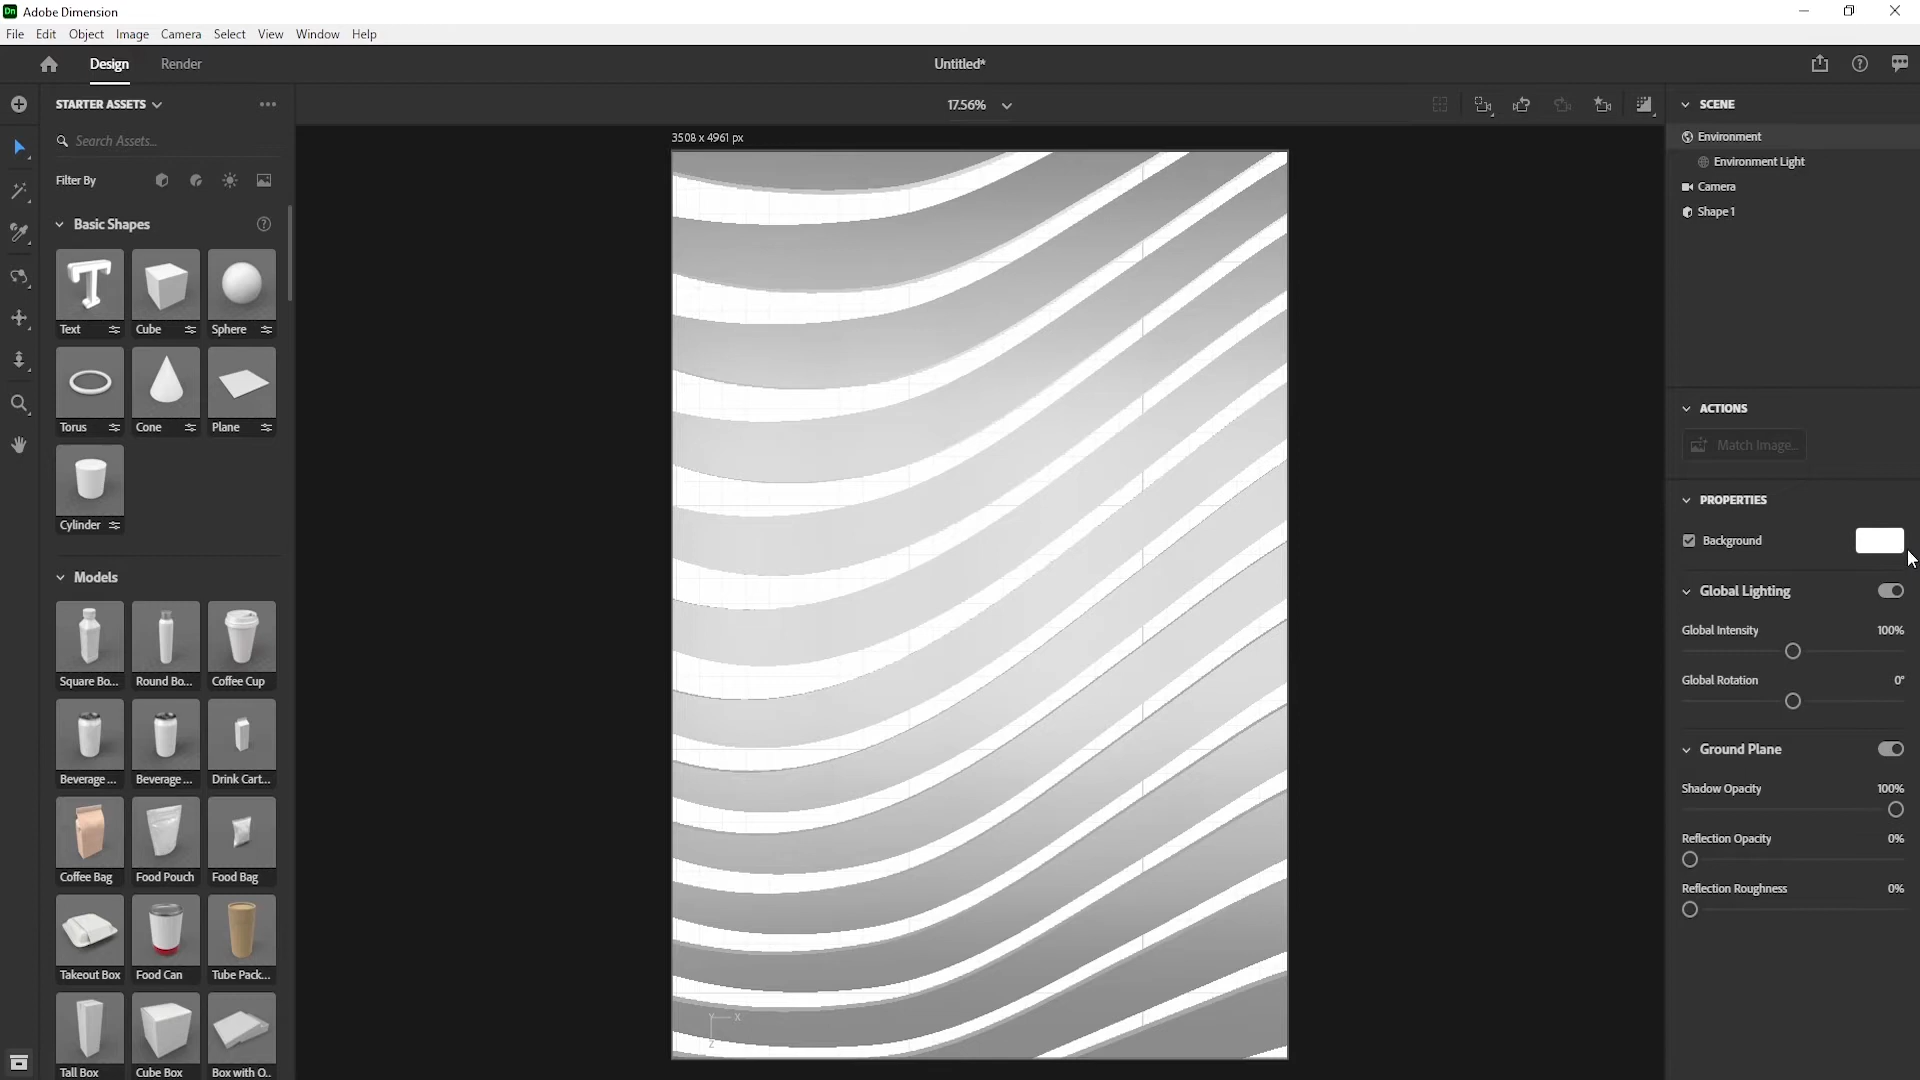 Adobe Dimension
File Edit Object Image Camera Select View Window Help
Design Render Untitled*
STARTER ASSETS
17.56%
SCENE
3508 x 4961 px
Environment
Search Assets...
Environment Light
Filter By
Camera
Shape 1
Basic Shapes
Text Cube Sphere
Torus Cone Plane
Cylinder
ACTIONS
Match Image...
PROPERTIES
Background
Models
Global Lighting
Global Intensity 100%
Global Rotation 0°
Square Bo... Round Bo... Coffee Cup
Ground Plane
Beverage ... Beverage ... Drink Cart...
Shadow Opacity 100%
Reflection Opacity 0%
Coffee Bag Food Pouch Food Bag
Reflection Roughness 0%
Takeout Box Food Can Tube Pack...
Y X
Z
Tall Box Cube Box Box with O..